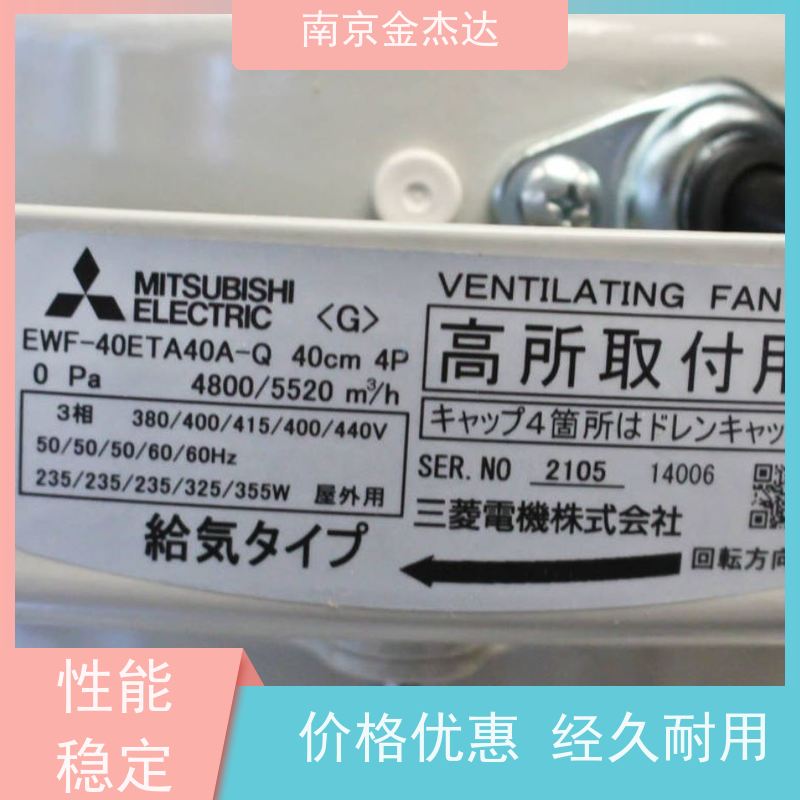 南京金杰达
MITSUBISHI
ELECTRIC
<G>
EWF-40ETA40A-Q 40cm 4P
0 Pa 4800/5520 m³/h
3相 380/400/415/400/440V
50/50/50/60/60Hz
235/235/235/325/355W 屋外用
給気タイプ
VENTILATING FAN
高所取付用
キャップ4箇所はドレンキャッ
SER.NO 2105 14006
三菱電機株式会社
回転方向
性能
稳定
价格优惠 经久耐用